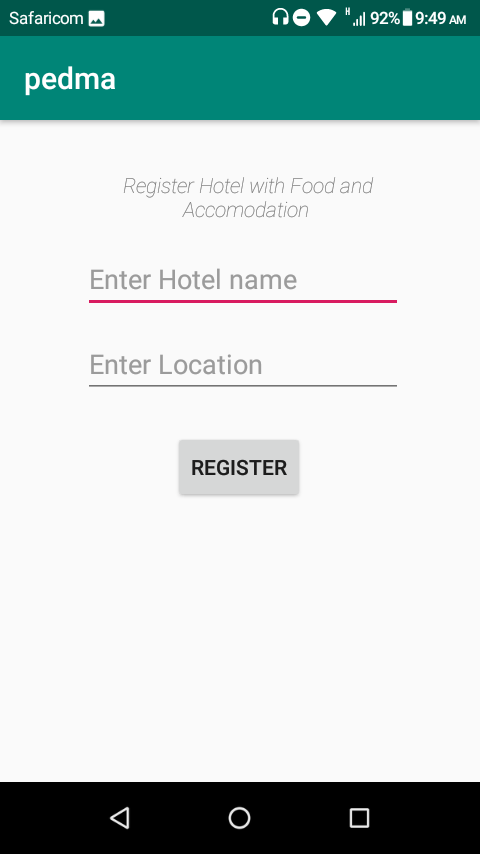 Safaricom H 92% 9:49 AM
pedma
Register Hotel with Food and
Accomodation
Enter Hotel name
Enter Location
REGISTER